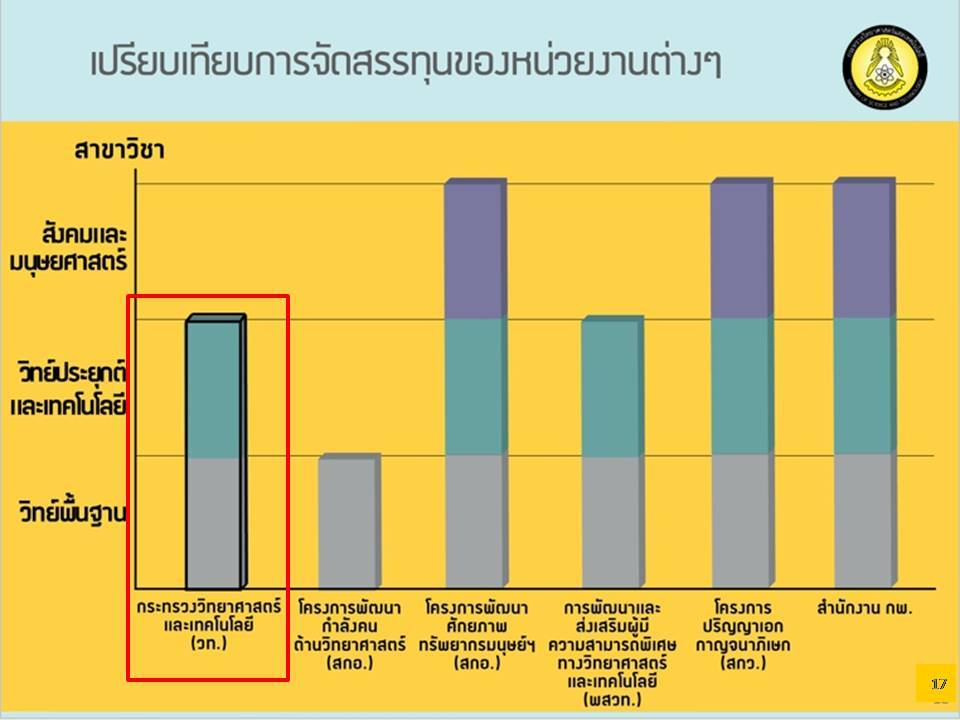 เปรียบเทียบการจัดสรรทุนของหน่วยงานต่างๆ
สาขาวิชา
สังคมและ
มนุษยศาสตร์
วิทย์ประยุกต์
และเทคโนโลยี
วิทย์พื้นฐาน
กระทรวงวิทยาศาสตร์
และเทคโนโลยี
(วท.)
โครงการพัฒนา
กำลังคน
ด้านวิทยาศาสตร์
(สกอ.)
โครงการพัฒนา
ศักยภาพ
ทรัพยากรมนุษย์ฯ
(สกอ.)
การพัฒนาและ
ส่งเสริมผู้มี
ความสามารถพิเศษ
ทางวิทยาศาสตร์
และเทคโนโลยี
(พสวท.)
โครงการ
ปริญญาเอก
กาญจนาภิเษก
(สกว.)
สำนักงาน กพ.
17